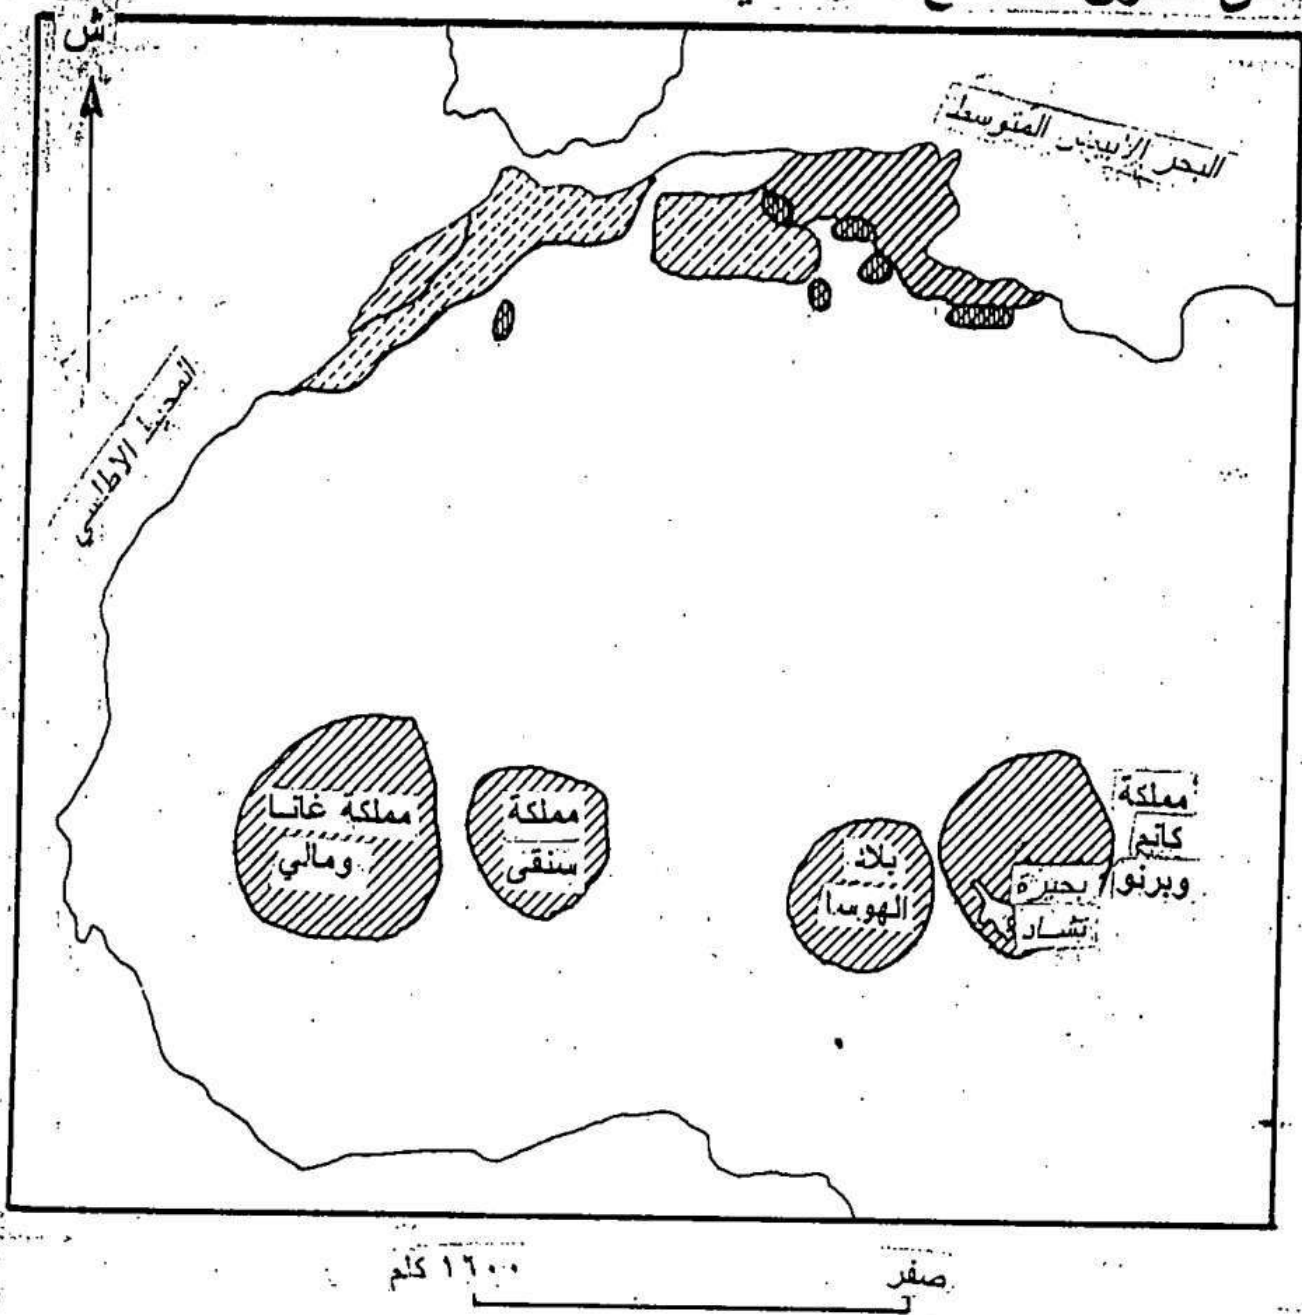 ش
البحر الأبيض المتوسط
المحيط الاطلسي
مملكة غانا
ومالي
مملكة
سنقى
بلاد
الهوسا
مملكة
كانم
وبرنو
بحيرة
تشاد
صفر
١٦٠٠ كلم